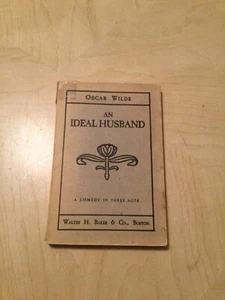 OSCAR WILDE
AN
IDEAL HUSBAND
A COMEDY IN THREE ACTS
WALTER H. BAKER & CO., BOSTON